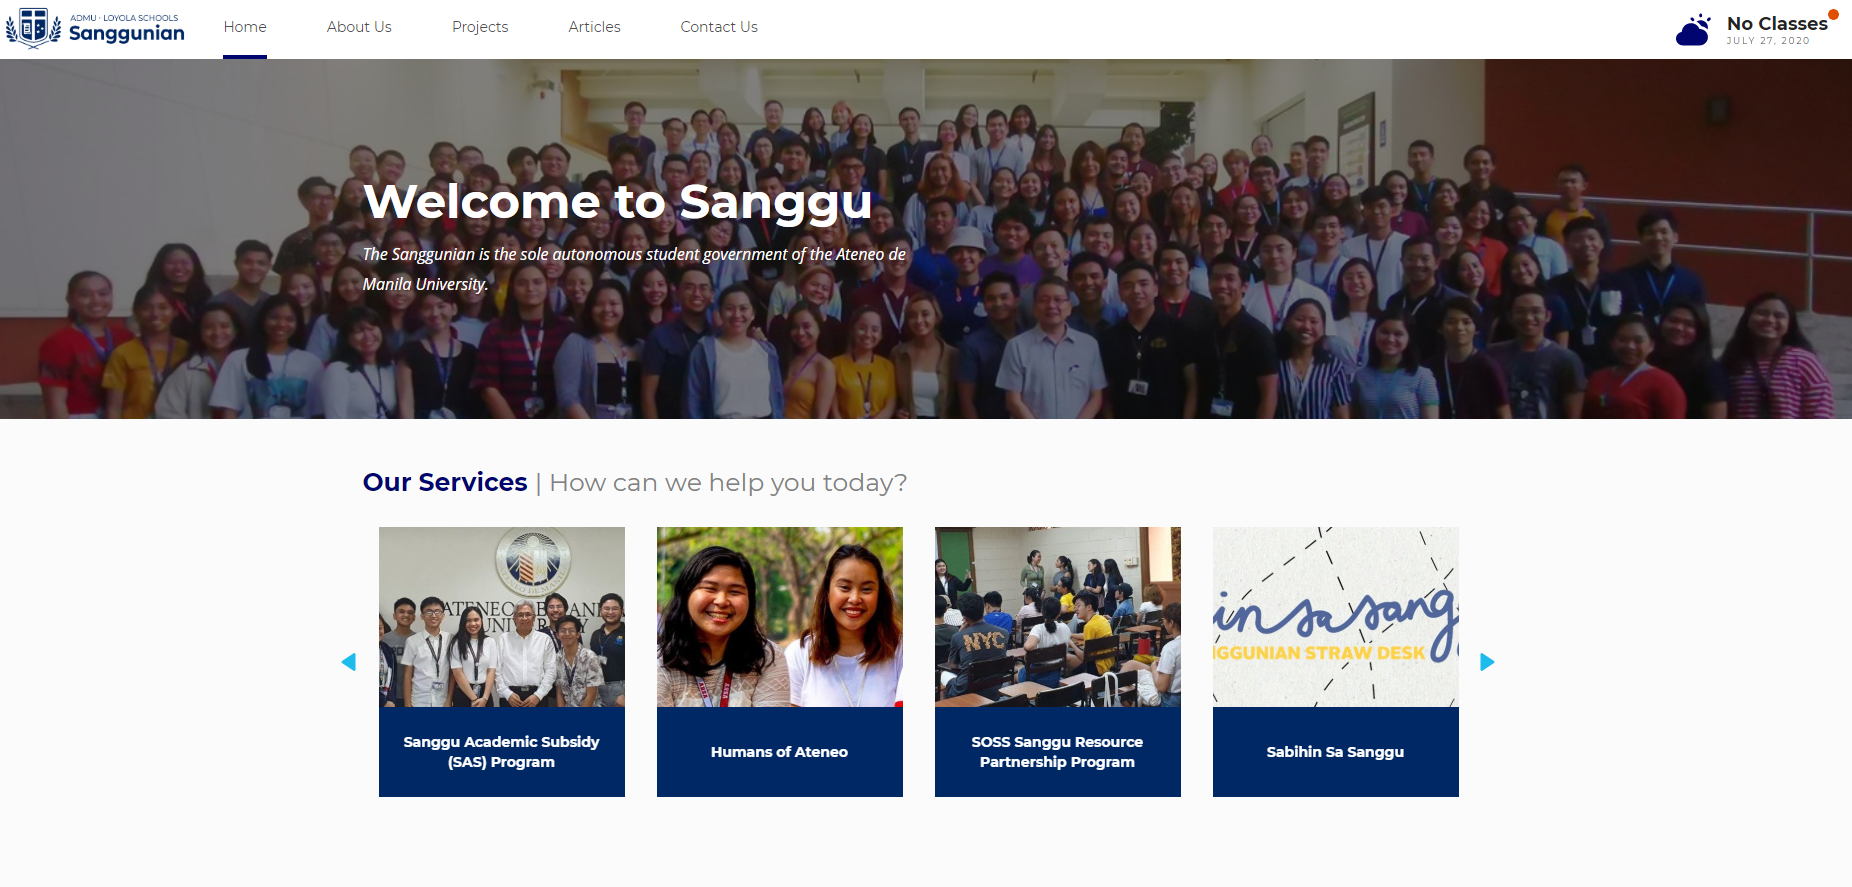 ADMU · LOYOLA SCHOOLS
Sanggunian
Home
About Us
Projects
Articles
Contact Us
No Classes
JULY 27, 2020
Welcome to Sanggu
The Sanggunian is the sole autonomous student government of the Ateneo de
Manila University.
Our Services | How can we help you today?
NYC
in sa sang
GGUNIAN STRAW DESK
Sanggu Academic Subsidy
(SAS) Program
Humans of Ateneo
SOSS Sanggu Resource
Partnership Program
Sabihin Sa Sanggu